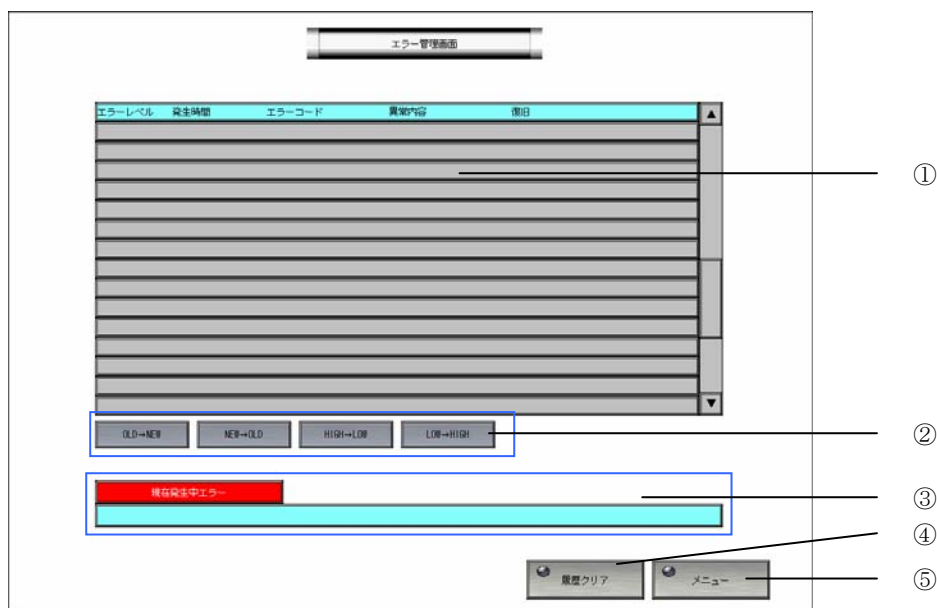 エラー管理画面
エラーレベル 発生時間 エラーコード 異常内容 復旧
▲
①
▼
OLD→NEW NEW→OLD HIGH→LOW LOW→HIGH
②
現在発生中エラー
③
④
履歴クリア メニュー
⑤